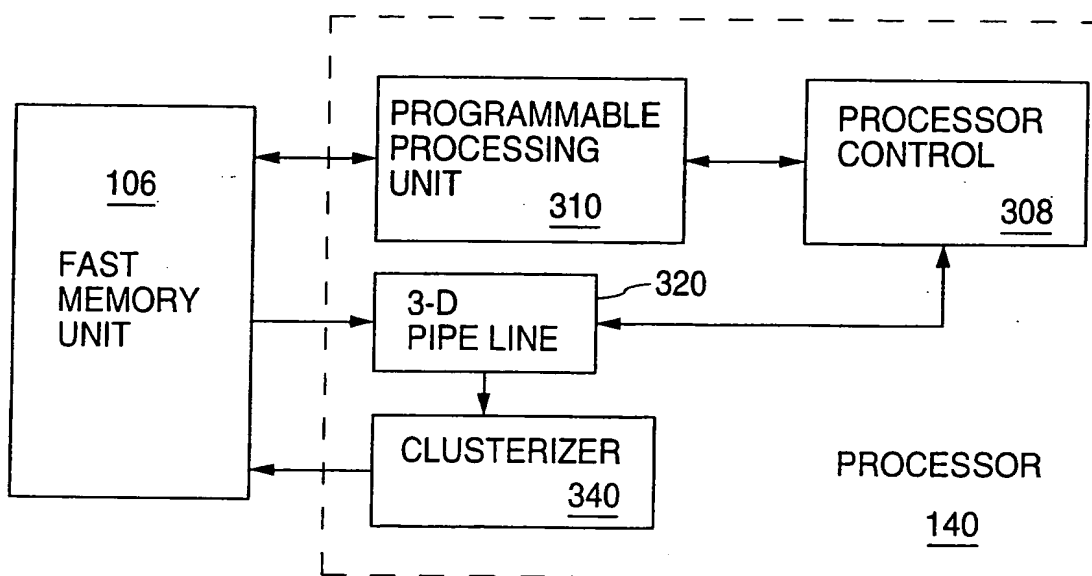 106
FAST
MEMORY
UNIT
PROGRAMMABLE
PROCESSING
UNIT
310
PROCESSOR
CONTROL
308
3-D
PIPE LINE
320
CLUSTERIZER
340
PROCESSOR
140